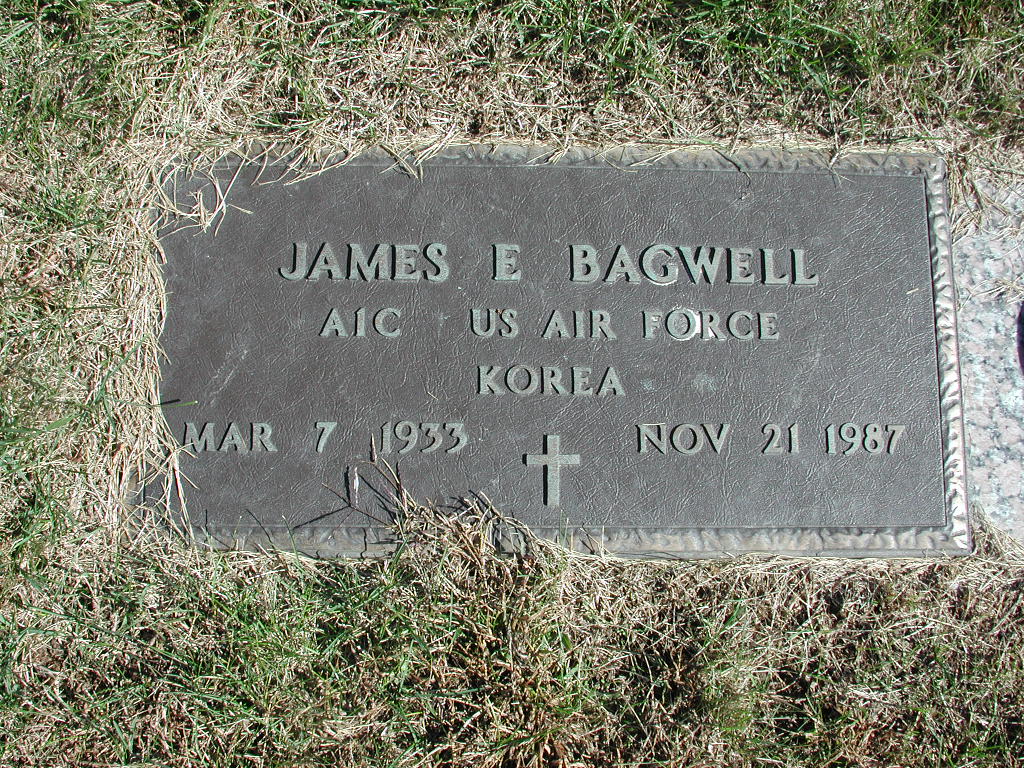 JAMES E BAGWELL
A1C US AIR FORCE
KOREA
MAR 7 1933 NOV 21 1987